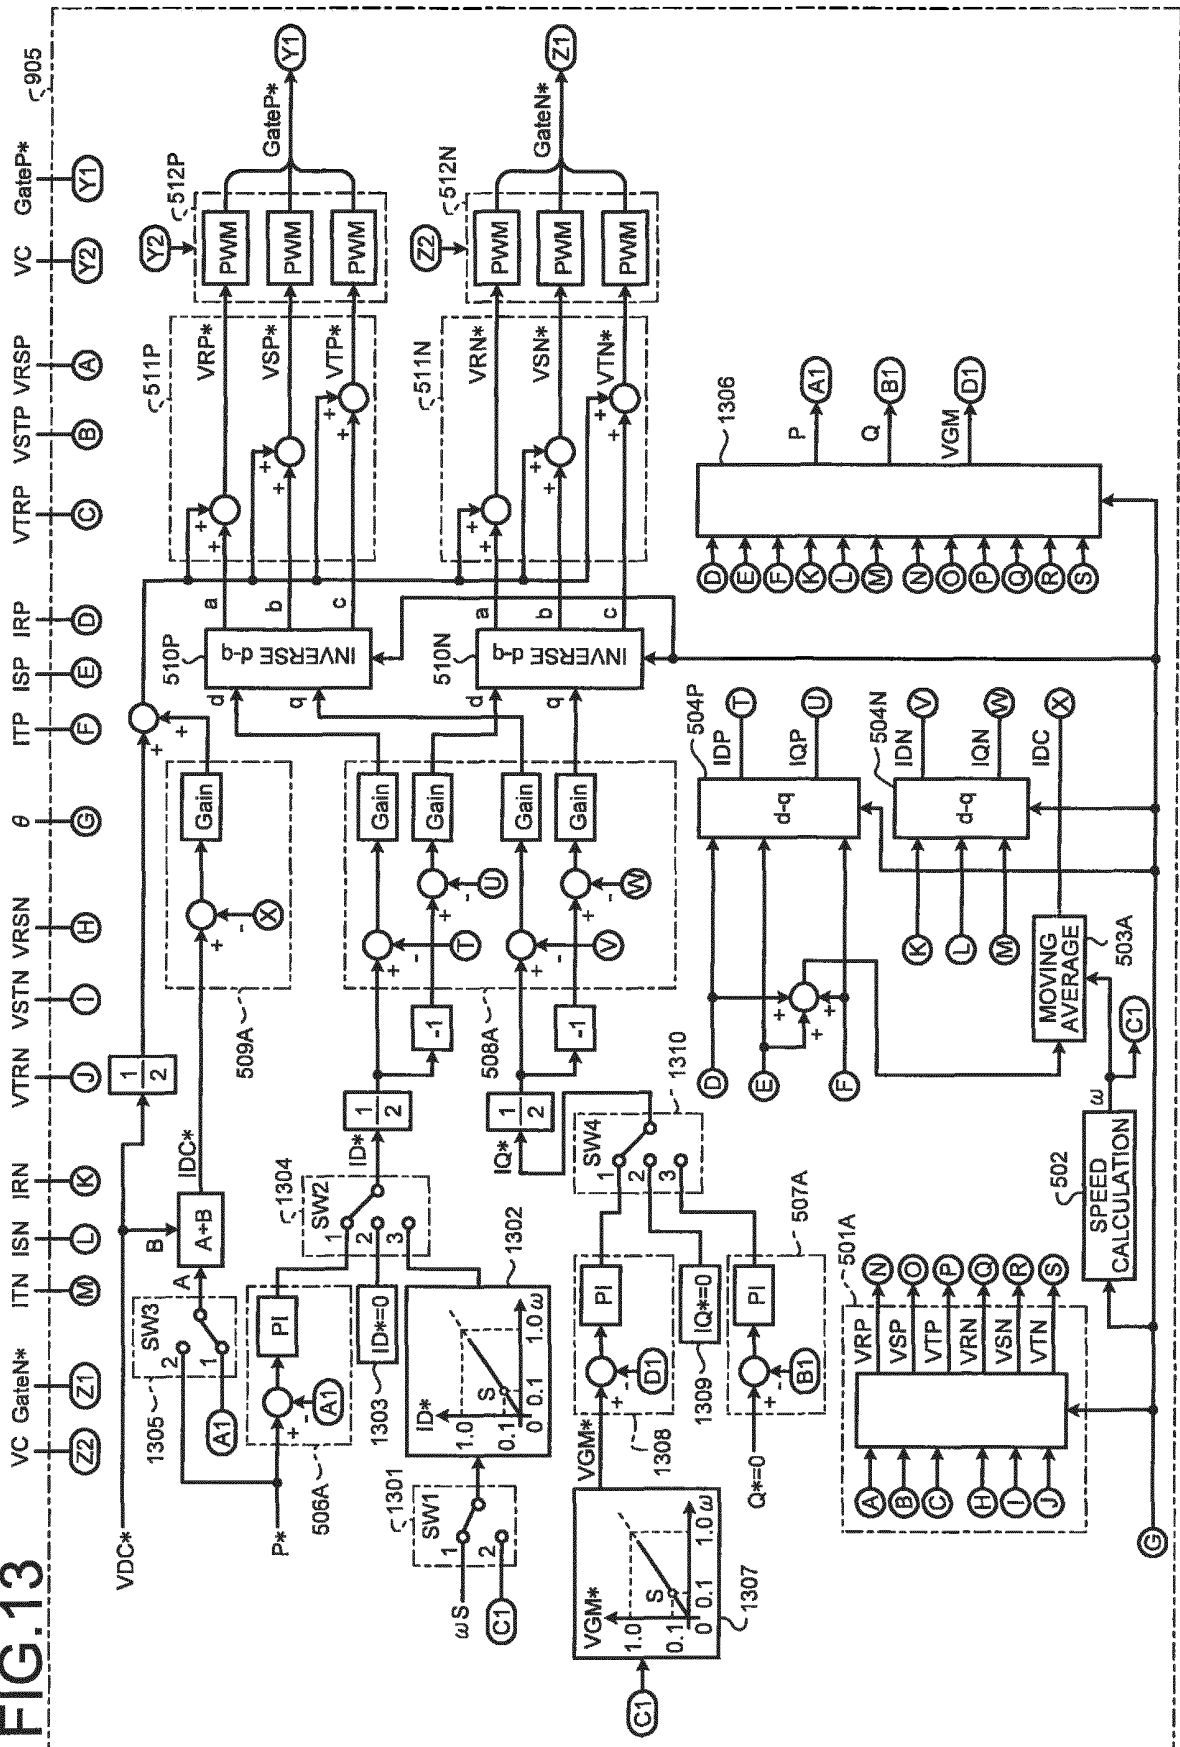 FIG.13
VC GateN* ITN ISN IRN VTRN VSTN VRSN θ ITP ISP IRP VTRP VSTP VRSP VC GateP*
Z2 Z1 M L K J I H G F E D C B A Y2 Y1
905
VDC*
1
2
+
+
B
A÷B
IDC*
A
SW3
2
1
1305
A1
+
-
X
Gain
509A
P*
+
-
A1
PI
506A
SW2
1
2
3
1304
ID*=0
1303
SW1
1
2
1301
ωS
C1
ID*
1.0
0.1
0
S
0 0.1 1.0 ω
1302
ID*
1
2
-1
+
-
T
Gain
+
-
U
Gain
+
-
V
Gain
-1
+
-
W
Gain
508A
IQ*
1
2
SW4
1
2
3
1310
C1
VGM*
1.0
0.1
0
S
0 0.1 1.0 ω
1307
VGM*
+
-
D1
PI
1308
IQ*=0
1309
Q*=0
+
-
B1
PI
507A
510P
d
q
INVERSE d-q
a
b
c
510N
d
q
INVERSE d-q
a
b
c
511P
+
+
+
+
+
+
VRP*
VSP*
VTP*
511N
+
+
+
+
+
+
VRN*
VSN*
VTN*
Y2
512P
PWM
PWM
PWM
GateP*
Y1
Z2
512N
PWM
PWM
PWM
GateN*
Z1
A
B
C
H
I
J
501A
VRP
VSP
VTP
VRN
VSN
VTN
N
O
P
Q
R
S
G
502
SPEED
CALCULATION
ω
C1
D
E
F
+
+
+
MOVING
AVERAGE
503A
504P
d-q
IDP
IQP
T
U
K
L
M
504N
d-q
IDN
IQN
V
W
IDC
X
D
E
F
K
L
M
N
O
P
Q
R
S
1306
P
Q
VGM
A1
B1
D1